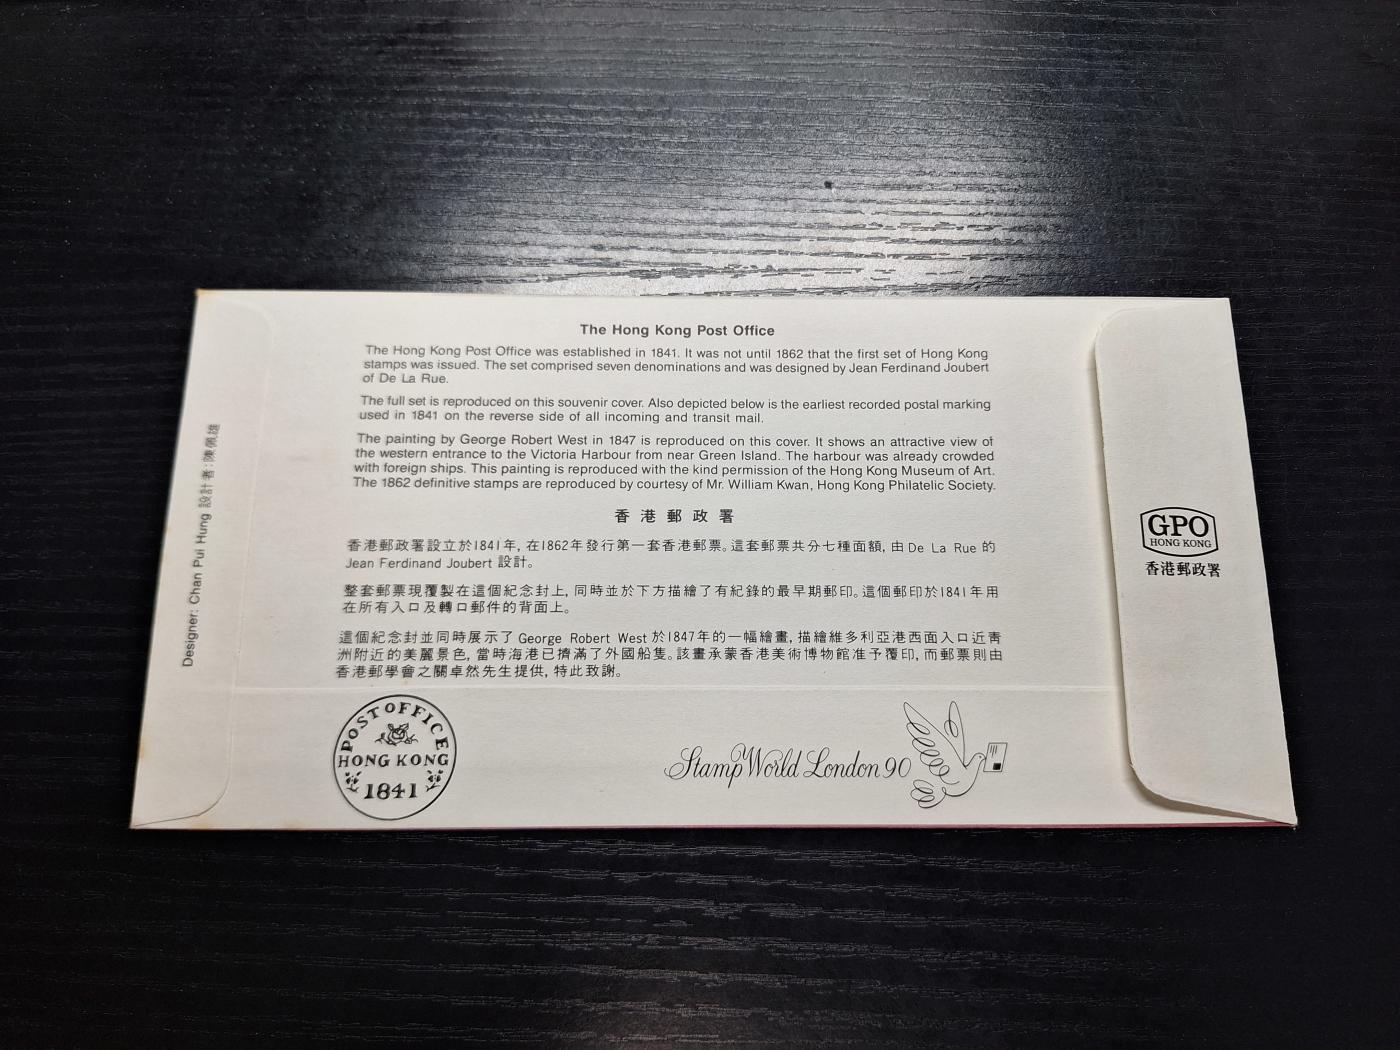 The Hong Kong Post Office
The Hong Kong Post Office was established in 1841. It was not until 1862 that the first set of Hong Kong
stamps was issued. The set comprised seven denominations and was designed by Jean Ferdinand Joubert
of De La Rue.
The full set is reproduced on this souvenir cover. Also depicted below is the earliest recorded postal marking
used in 1841 on the reverse side of all incoming and transit mail.
The painting by George Robert West in 1847 is reproduced on this cover. It shows an attractive view of
the western entrance to the Victoria Harbour from near Green Island. The harbour was already crowded
with foreign ships. This painting is reproduced with the kind permission of the Hong Kong Museum of Art.
The 1862 definitive stamps are reproduced by courtesy of Mr. William Kwan, Hong Kong Philatelic Society.
香港郵政署
香港郵政署設立於1841年, 在1862年發行第一套香港郵票。這套郵票共分七種面額, 由 De La Rue 的
Jean Ferdinand Joubert 設計。
整套郵票現覆製在這個紀念封上, 同時並於下方描繪了有紀錄的最早期郵印。這個郵印於1841年用
在所有入口及轉口郵件的背面上。
這個紀念封並同時展示了 George Robert West 於1847年的一幅繪畫, 描繪維多利亞港西面入口近靑
洲附近的美麗景色, 當時海港已擠滿了外國船隻。該畫承蒙香港美術博物館准予覆印, 而郵票則由
香港郵學會之關卓然先生提供, 特此致謝。
Designer: Chan Pui Hung 設計者:陳佩雄
POST OFFICE
HONG KONG
1841
Stamp World London 90
GPO
HONG KONG
香港郵政署